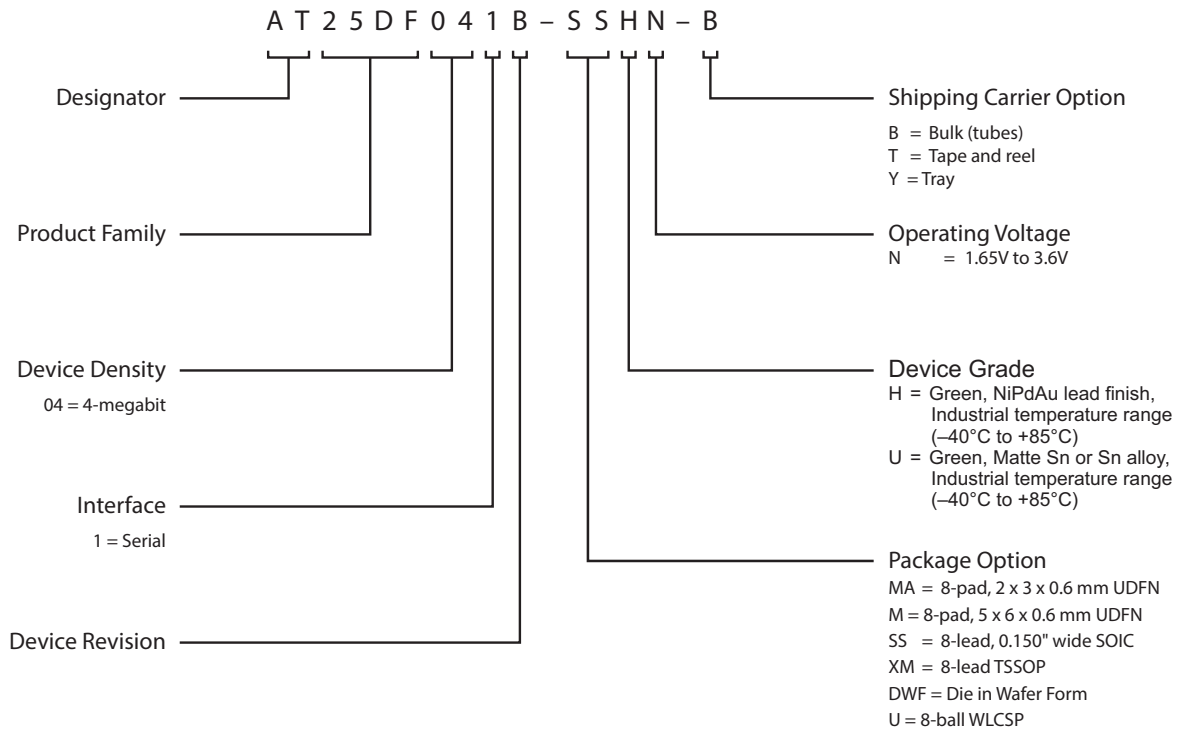 A T 2 5 D F 0 4 1 B – S S H N – B
Designator
Product Family
Device Density
04 = 4-megabit
Interface
1 = Serial
Device Revision
Shipping Carrier Option
B = Bulk (tubes)
T = Tape and reel
Y = Tray
Operating Voltage
N = 1.65V to 3.6V
Device Grade
H = Green, NiPdAu lead finish,
Industrial temperature range
(–40°C to +85°C)
U = Green, Matte Sn or Sn alloy,
Industrial temperature range
(–40°C to +85°C)
Package Option
MA = 8-pad, 2 x 3 x 0.6 mm UDFN
M = 8-pad, 5 x 6 x 0.6 mm UDFN
SS = 8-lead, 0.150" wide SOIC
XM = 8-lead TSSOP
DWF = Die in Wafer Form
U = 8-ball WLCSP